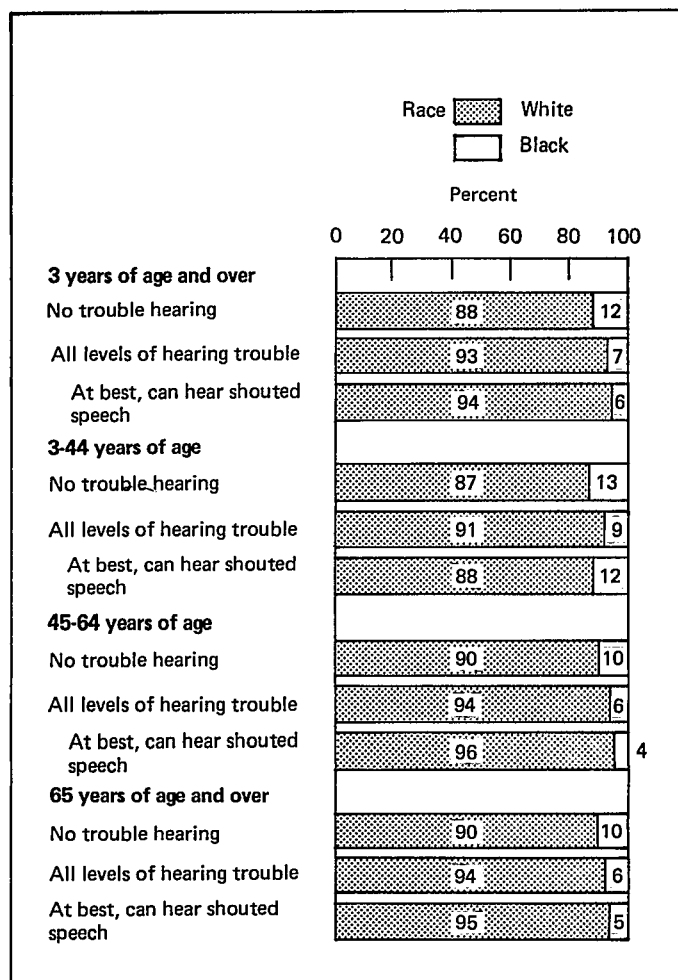 Race White
Black
Percent
0 20 40 60 80 100
3 years of age and over
No trouble hearing 88 12
All levels of hearing trouble 93 7
At best, can hear shouted
speech 94 6
3-44 years of age
No trouble hearing 87 13
All levels of hearing trouble 91 9
At best, can hear shouted
speech 88 12
45-64 years of age
No trouble hearing 90 10
All levels of hearing trouble 94 6
At best, can hear shouted
speech 96 4
65 years of age and over
No trouble hearing 90 10
All levels of hearing trouble 94 6
At best, can hear shouted
speech 95 5